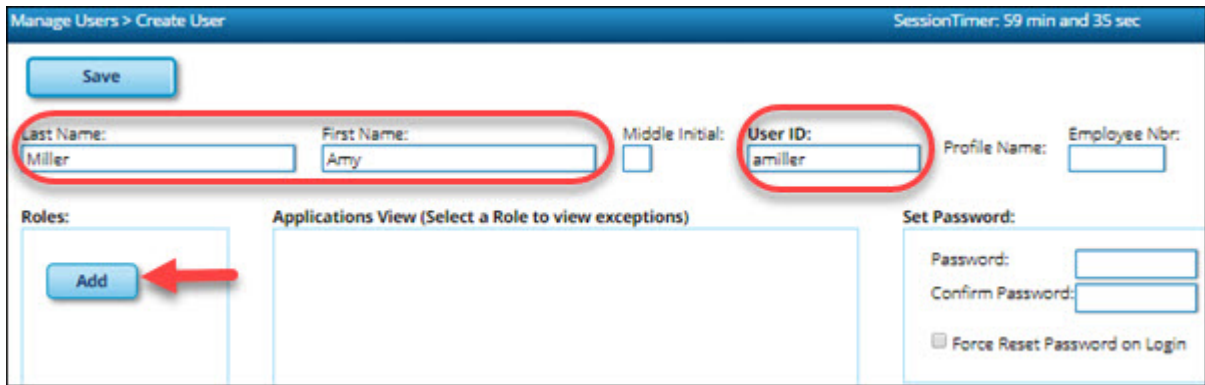 Manage Users > Create User SessionTimer: 59 min and 35 sec
Save
Last Name: First Name: Middle Initial: User ID: Profile Name: Employee Nbr:
Miller Amy amiller
Roles: Applications View (Select a Role to view exceptions) Set Password:
Add
Password:
Confirm Password:
Force Reset Password on Login